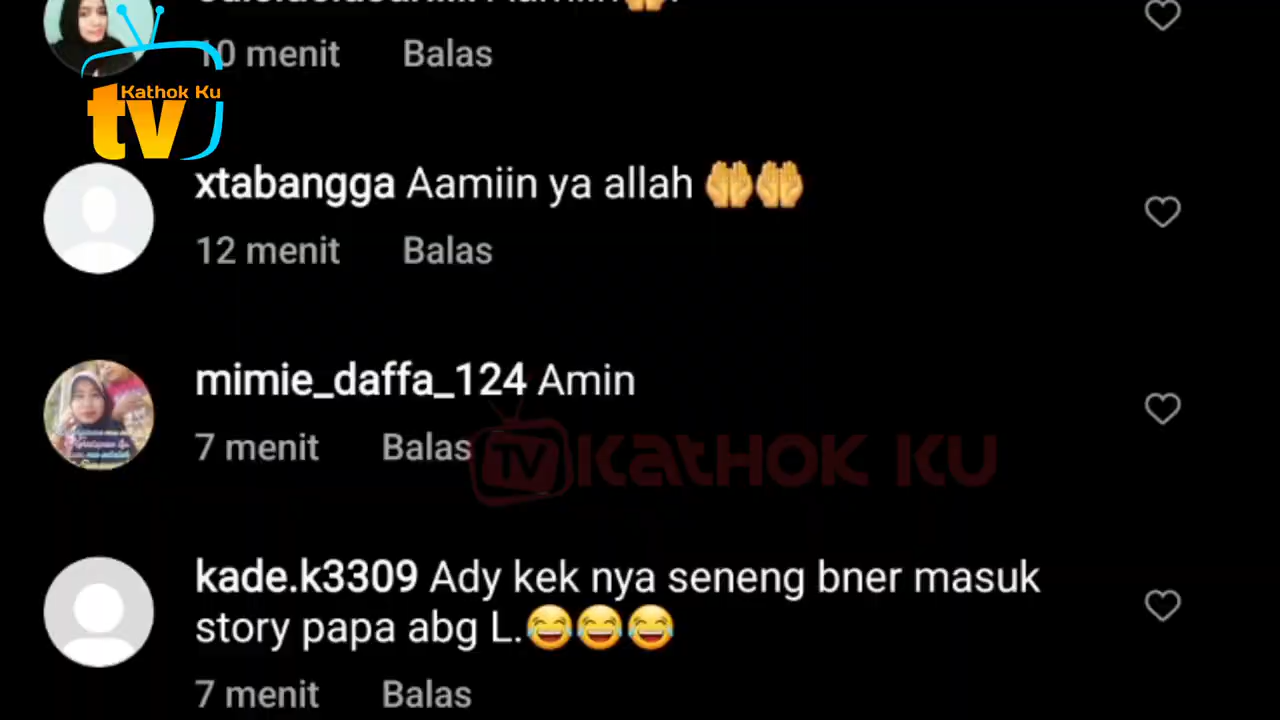 10 menit Balas
Kathok Ku
tv
xtabangga Aamiin ya allah 🤲🤲
12 menit Balas
mimie_daffa_124 Amin
7 menit Balas
TV KATHOK KU
kade.k3309 Ady kek nya seneng bner masuk
story papa abg L.😂😂😂
7 menit Balas